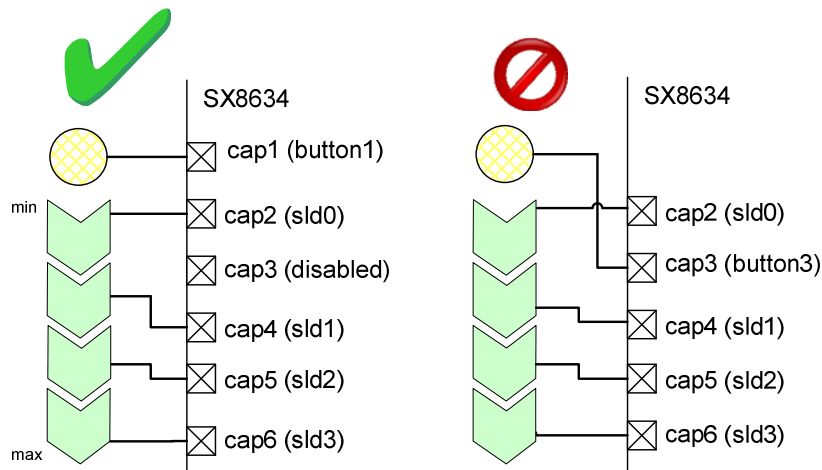 SX8634
cap1 (button1)
min
cap2 (sld0)
cap3 (disabled)
cap4 (sld1)
cap5 (sld2)
cap6 (sld3)
max
SX8634
cap2 (sld0)
cap3 (button3)
cap4 (sld1)
cap5 (sld2)
cap6 (sld3)